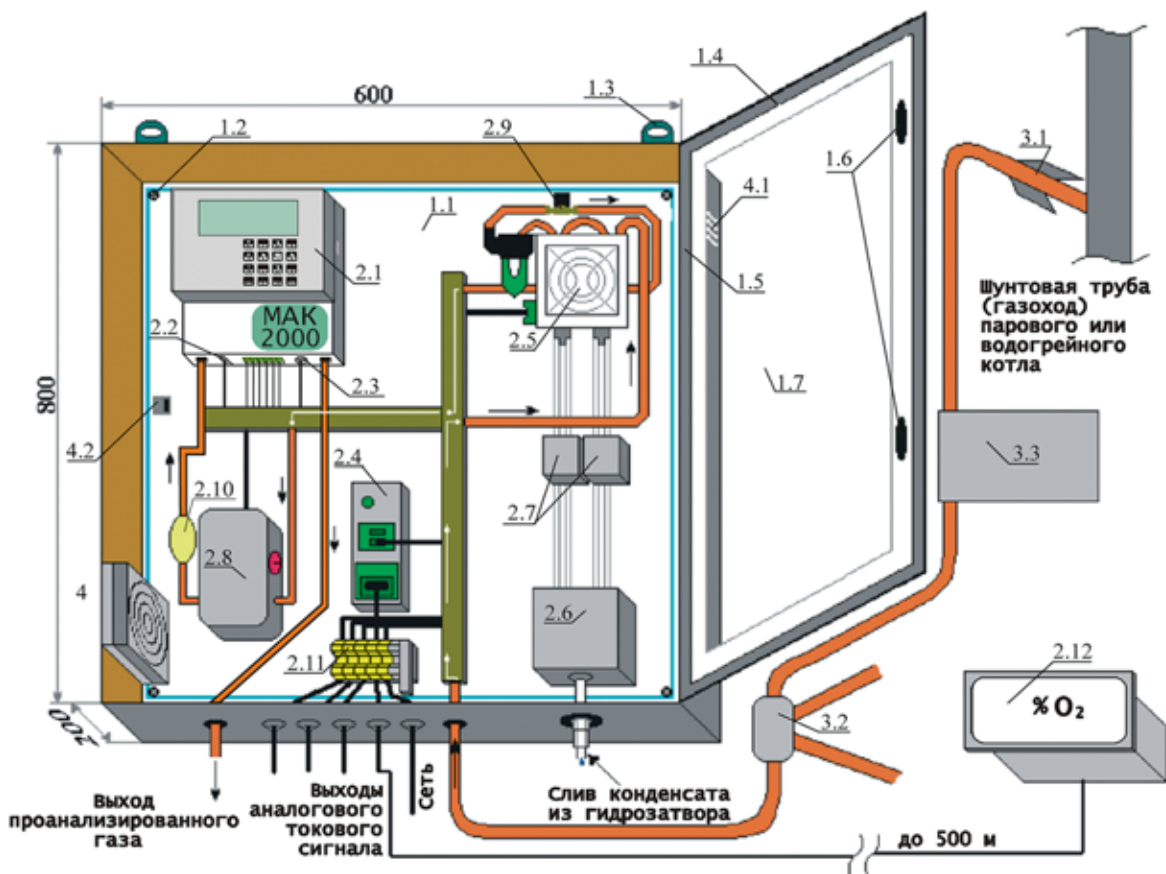 600
1.3
1.4
1.2
2.9
3.1
1.6
4.1
1.1
2.1
1.5
МАК
2000
2.5
2.2
2.3
1.7
Шунтовая труба
(газоход)
парового или
водогрейного
котла
800
4.2
2.4
3.3
2.10
2.7
2.8
4
2.6
2.11
2.12
% O₂
3.2
200
Выход
проанализированного
газа
Выходы
аналогового
токового
сигнала
Сеть
Слив конденсата
из гидрозатвора
до 500 м